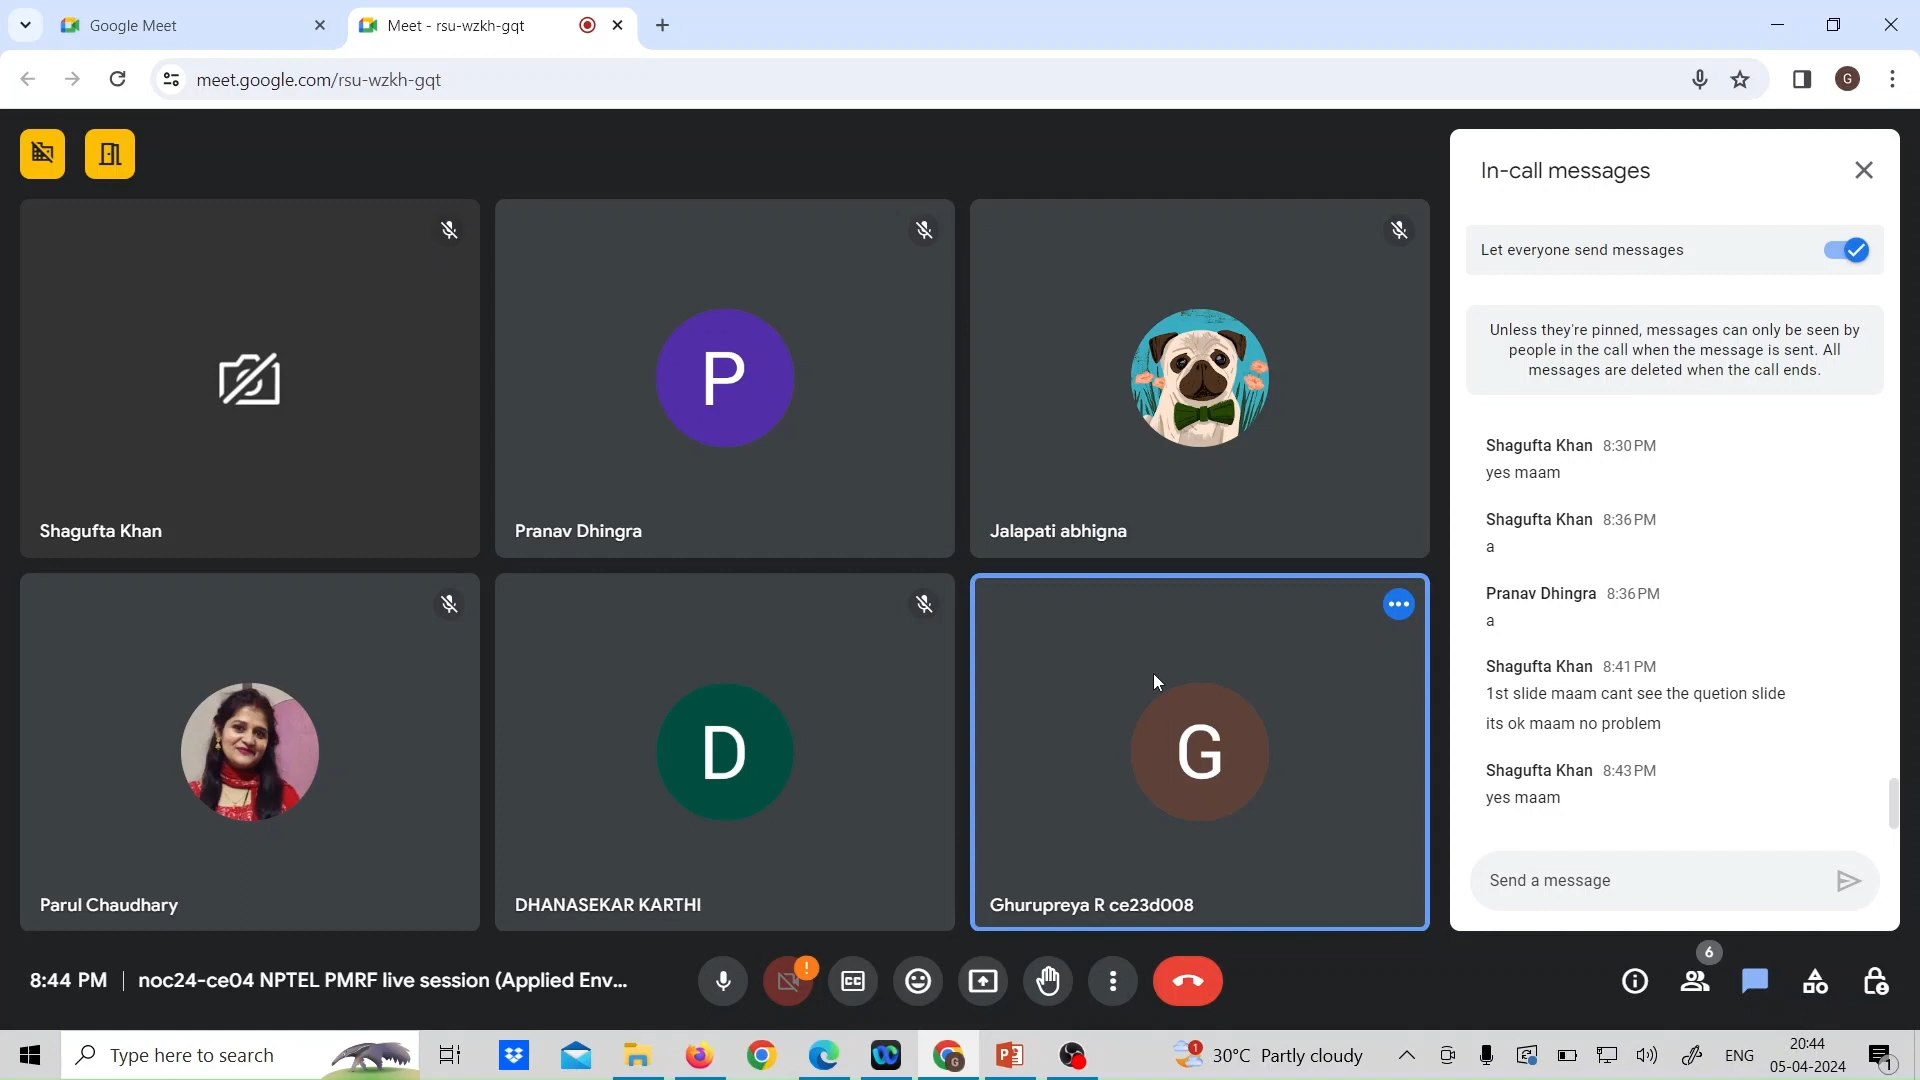 Google Meet
Meet - rsu-wzkh-gqt
meet.google.com/rsu-wzkh-gqt
G
In-call messages
Let everyone send messages
Unless they're pinned, messages can only be seen by
people in the call when the message is sent. All
messages are deleted when the call ends.
P
Shagufta Khan
Pranav Dhingra
Jalapati abhigna
Shagufta Khan 8:30 PM
yes maam
Shagufta Khan 8:36 PM
a
Pranav Dhingra 8:36 PM
a
Shagufta Khan 8:41 PM
1st slide maam cant see the quetion slide
its ok maam no problem
Shagufta Khan 8:43 PM
yes maam
Send a message
D
G
Parul Chaudhary
DHANASEKAR KARTHI
Ghurupreya R ce23d008
8:44 PM | noc24-ce04 NPTEL PMRF live session (Applied Env...
!
CC
6
Type here to search
G
P
1
30°C Partly cloudy
ENG
20:44
05-04-2024
1